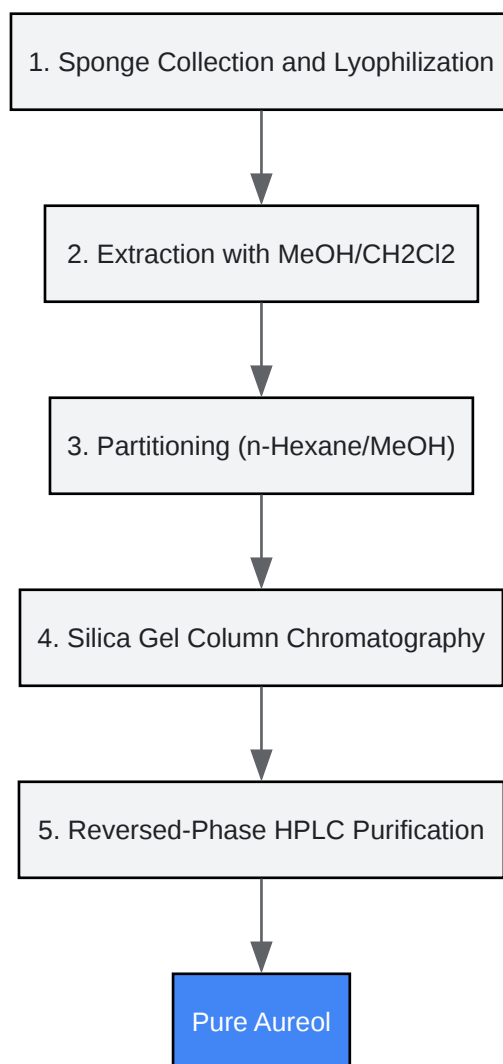 1. Sponge Collection and Lyophilization
2. Extraction with MeOH/CH2Cl2
3. Partitioning (n-Hexane/MeOH)
4. Silica Gel Column Chromatography
5. Reversed-Phase HPLC Purification
Pure Aureol